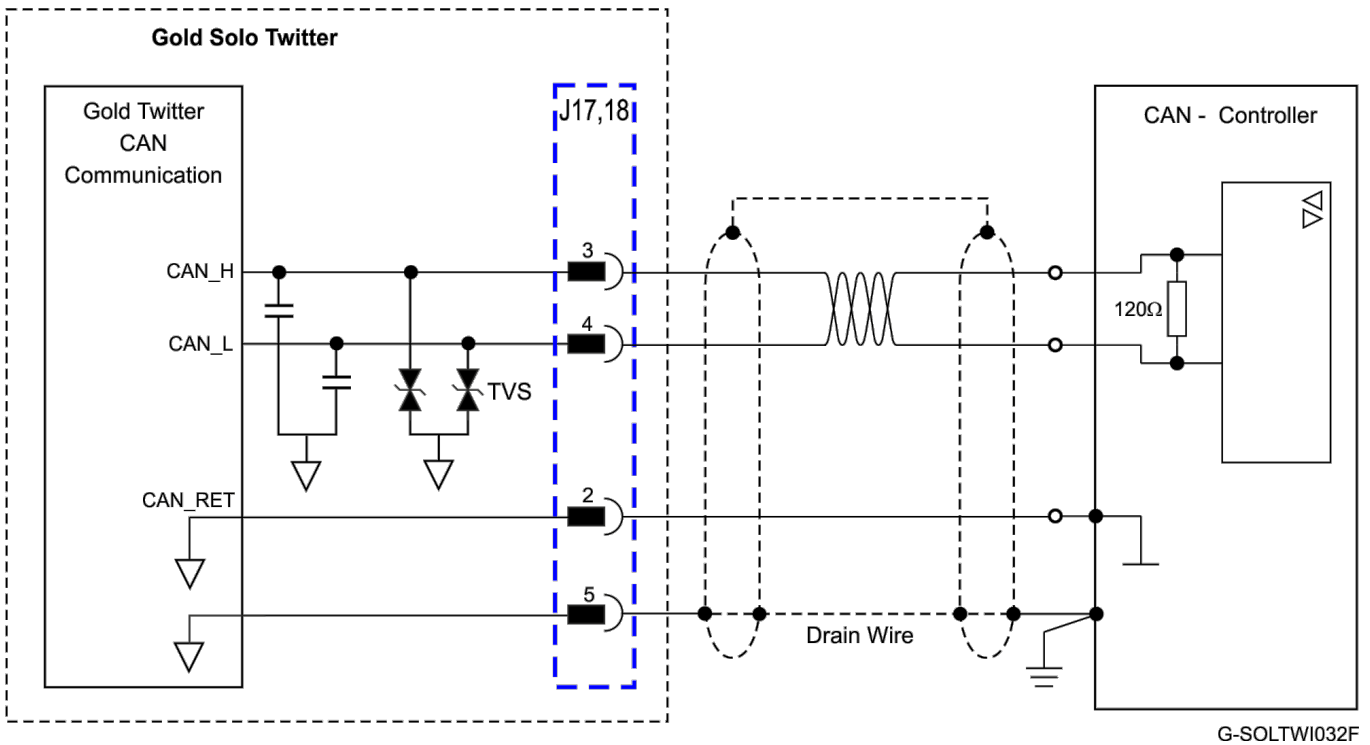 Gold Solo Twitter
Gold Twitter
CAN
Communication
J17,18
CAN - Controller
CAN_H
3
120Ω
CAN_L
4
TVS
CAN_RET
2
5
Drain Wire
G-SOLTWI032F